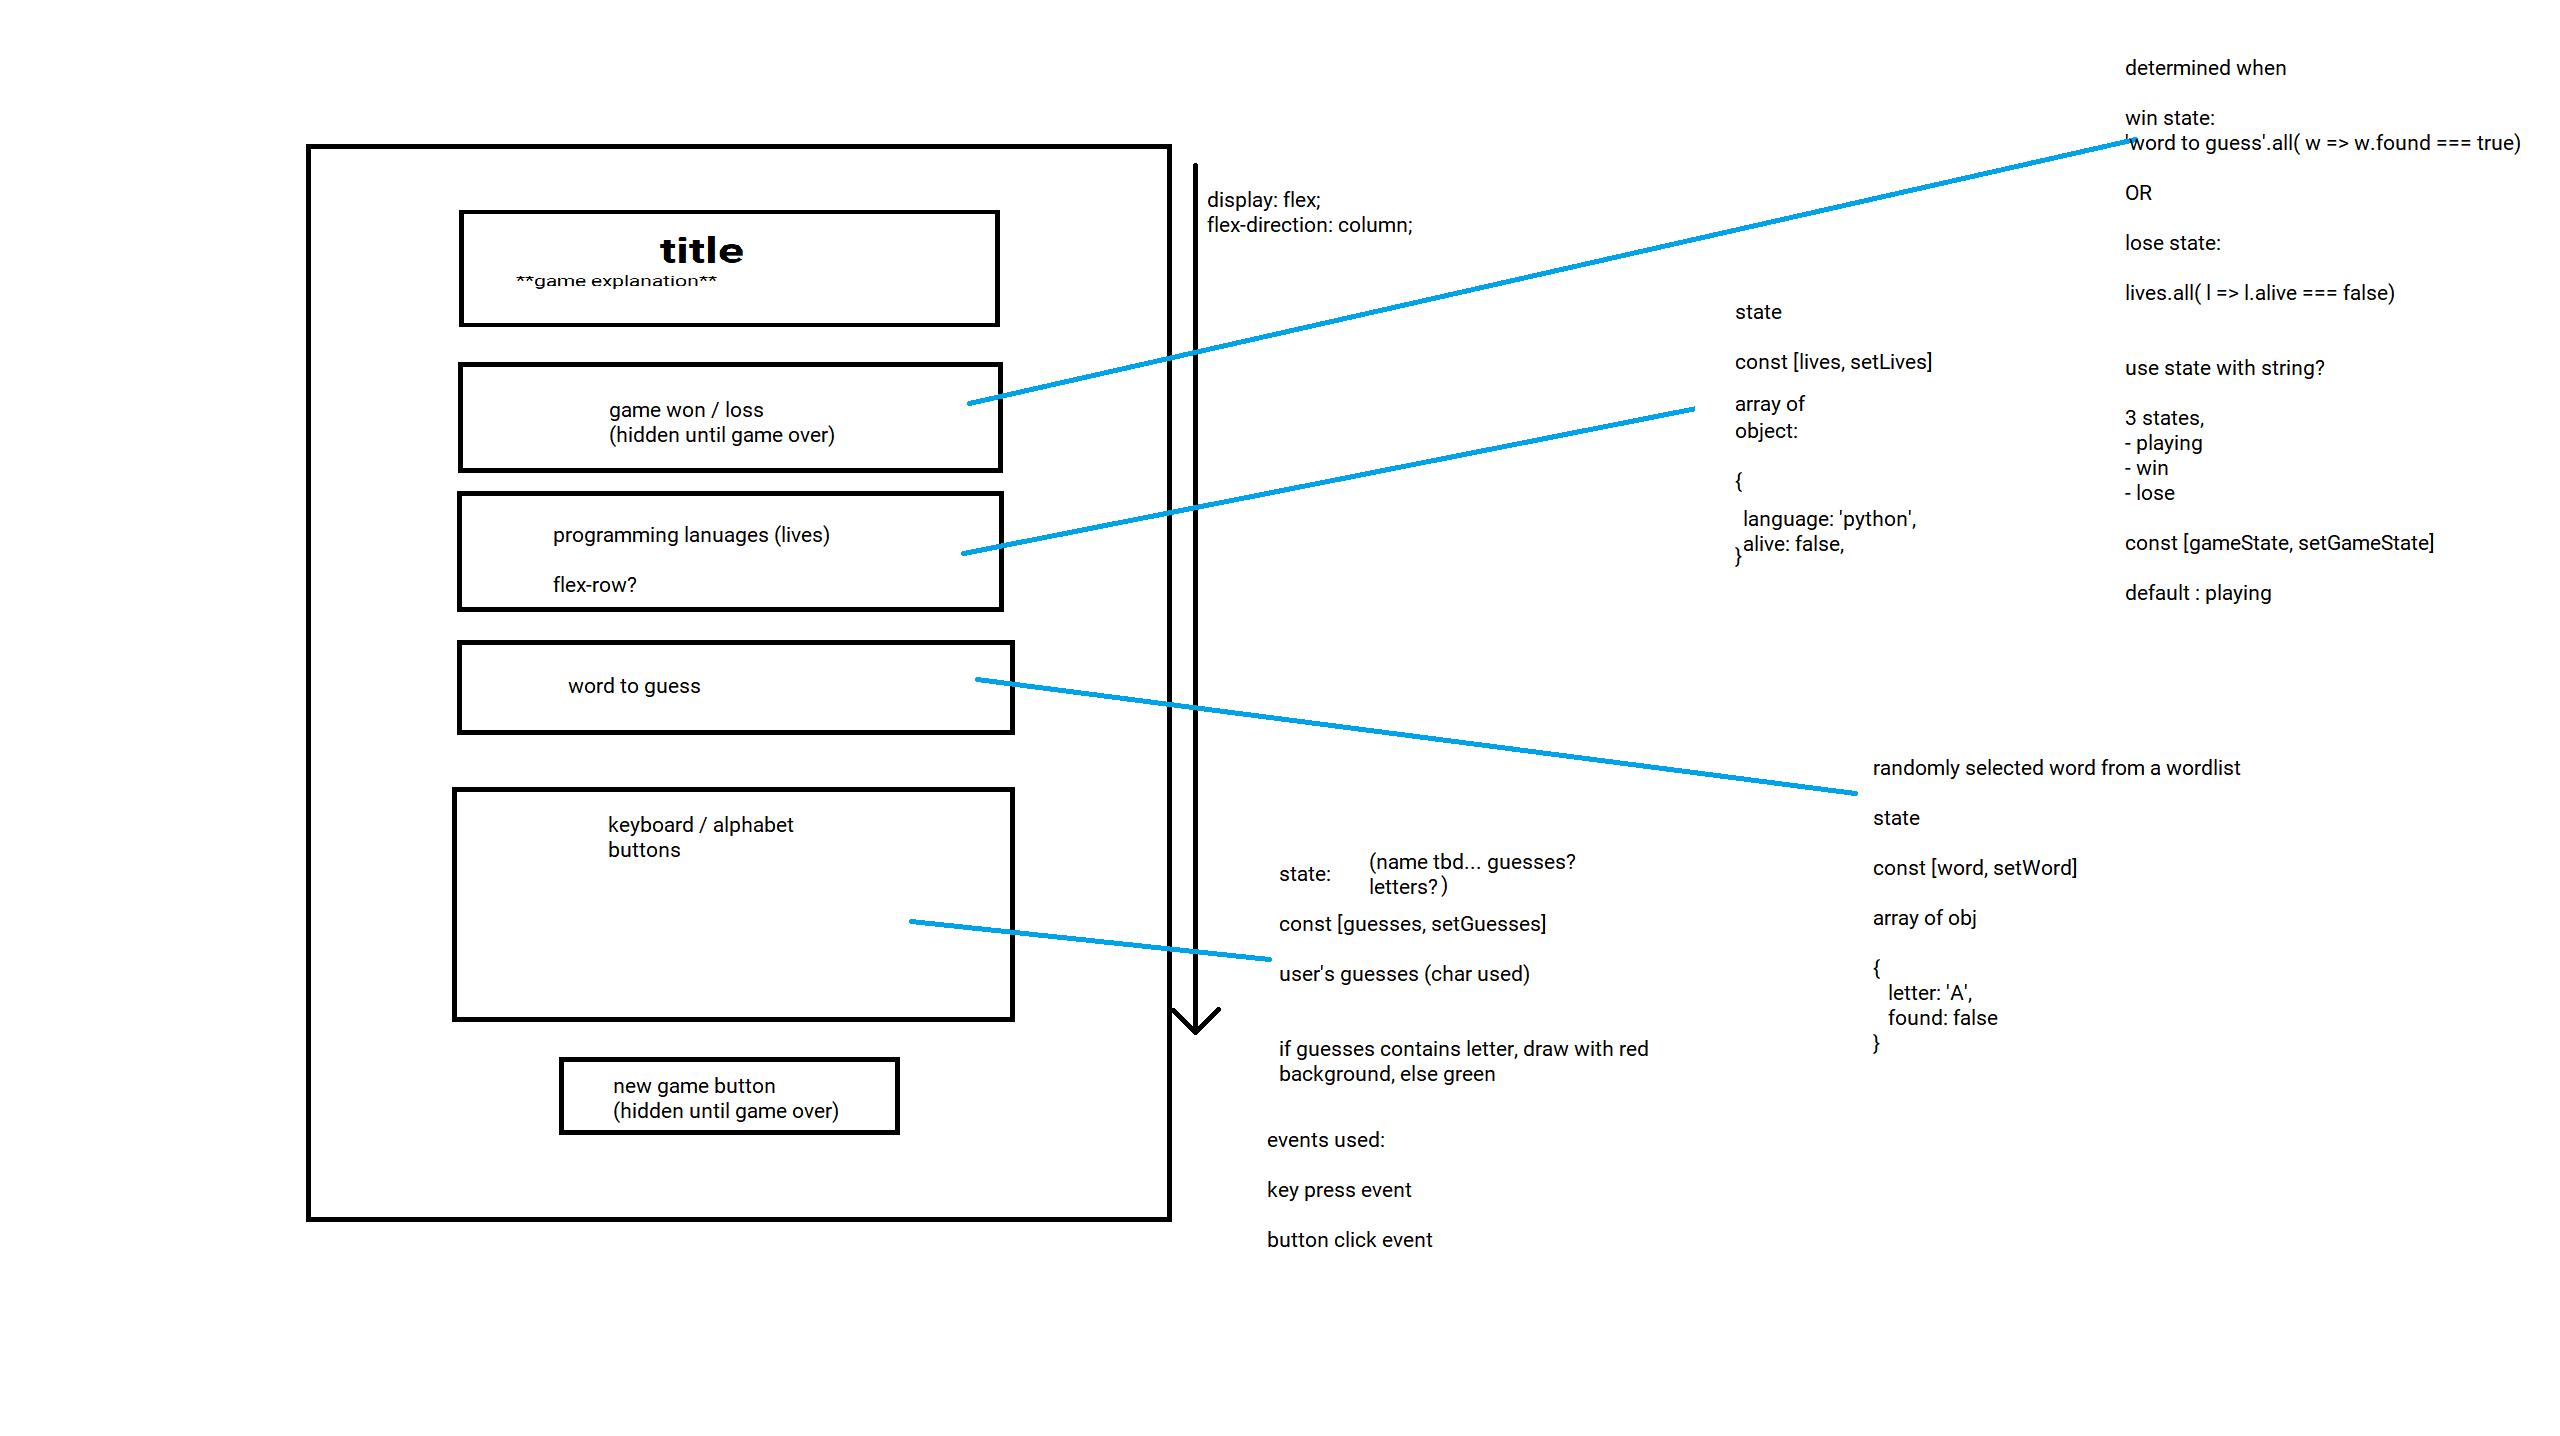 title
**game explanation**
game won / loss
(hidden until game over)
programming lanuages (lives)
flex-row?
word to guess
keyboard / alphabet
buttons
new game button
(hidden until game over)
display: flex;
flex-direction: column;
determined when
win state:
'word to guess'.all( w => w.found === true)
OR
lose state:
lives.all( l => l.alive === false)
use state with string?
3 states,
- playing
- win
- lose
const [gameState, setGameState]
default : playing
state
const [lives, setLives]
array of
object:
{
language: 'python',
alive: false,
}
randomly selected word from a wordlist
state
const [word, setWord]
array of obj
{
letter: 'A',
found: false
}
state:
(name tbd... guesses?
letters? )
const [guesses, setGuesses]
user's guesses (char used)
if guesses contains letter, draw with red
background, else green
events used:
key press event
button click event